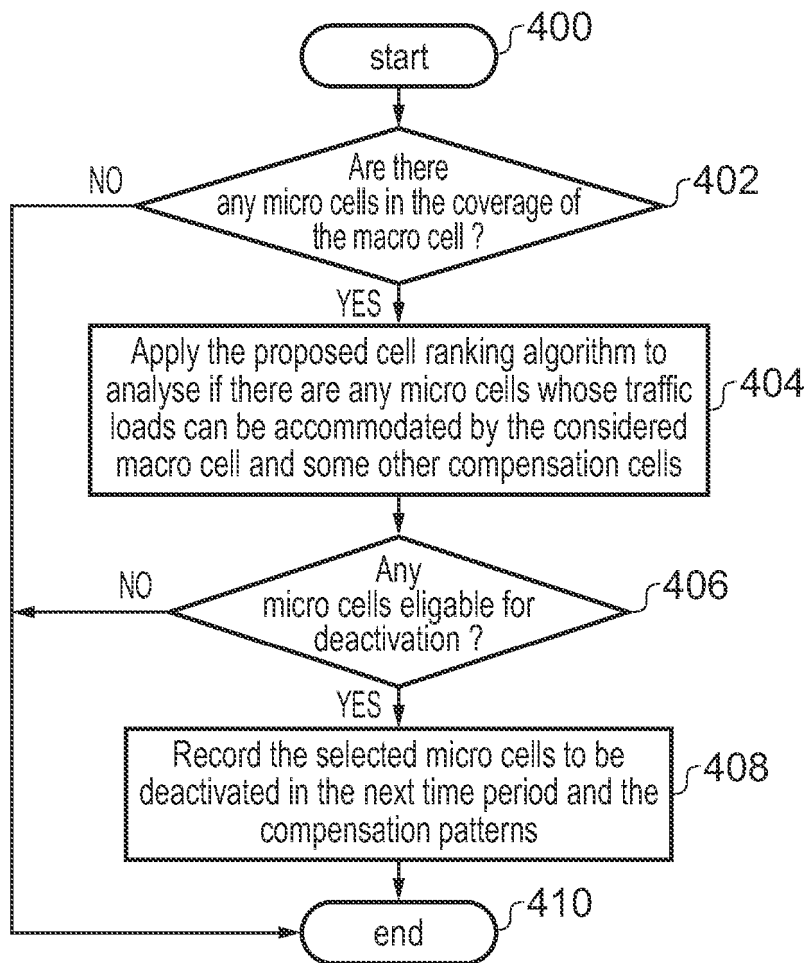 start
400
Are there
any micro cells in the coverage of
the macro cell ?
402
NO
YES
Apply the proposed cell ranking algorithm to
analyse if there are any micro cells whose traffic
loads can be accommodated by the considered
macro cell and some other compensation cells
404
Any
micro cells eligable for
deactivation ?
406
NO
YES
Record the selected micro cells to be
deactivated in the next time period and the
compensation patterns
408
end
410